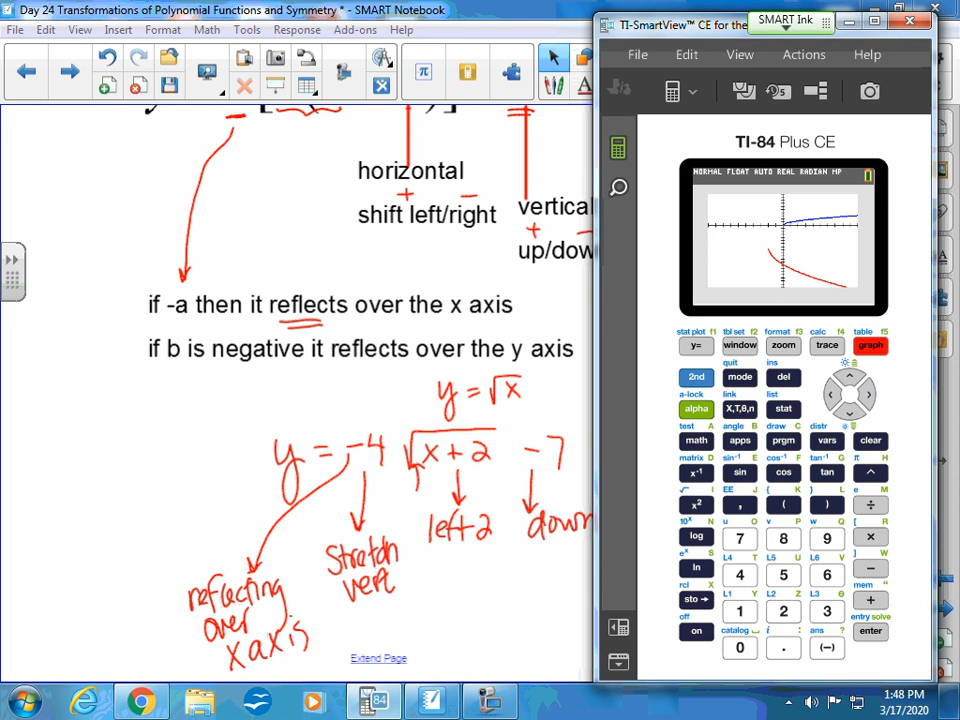 Day 24 Transformations of Polynomial Functions and Symmetry * - SMART Notebook
File Edit View Insert Format Tools Add-ons Help
horizontal
+ −
shift left/right
vertical
+
if -a then it reflects over the x axis
if b is negative it reflects over the y axis
y = √x
y = −4 √x + 2 − 7
left 2
down
stretch
vert
reflecting
over
x axis
Extend Page
TI-SmartView™ CE for the
SMART Ink
File Edit View Actions Help
TI-84 Plus CE
NORMAL FLOAT AUTO REAL RADIAN MP
stat plot f1 tbl set f2 format f3 calc f4 table f5
y= window zoom trace graph
quit ins
2nd mode del
a-lock link list
alpha X,T,θ,n stat
test A angle B draw C distr
math apps prgm vars clear
matrix D sin⁻¹ E cos⁻¹ F tan⁻¹ G π H
x⁻¹ sin cos tan ^
√ I EE J { K } L e M
x² , ( ) ÷
10ˣ N u O v P w Q [ R
log 7 8 9 ×
eˣ S L4 T L5 U L6 V ] W
ln 4 5 6 −
rcl X L1 Y L2 Z L3 θ mem "
sto→ 1 2 3 +
off catalog i : ans ? entry solve
on 0 . (−) enter
1:48 PM
3/17/2020